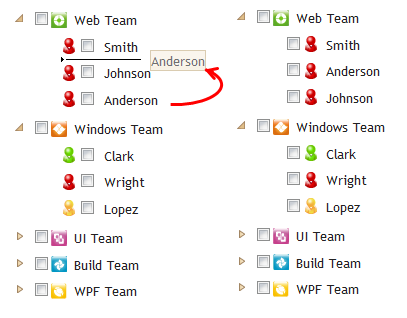 Web Team
Smith
Anderson
Johnson
Anderson
Windows Team
Clark
Wright
Lopez
UI Team
Build Team
WPF Team
Web Team
Smith
Anderson
Johnson
Windows Team
Clark
Wright
Lopez
UI Team
Build Team
WPF Team